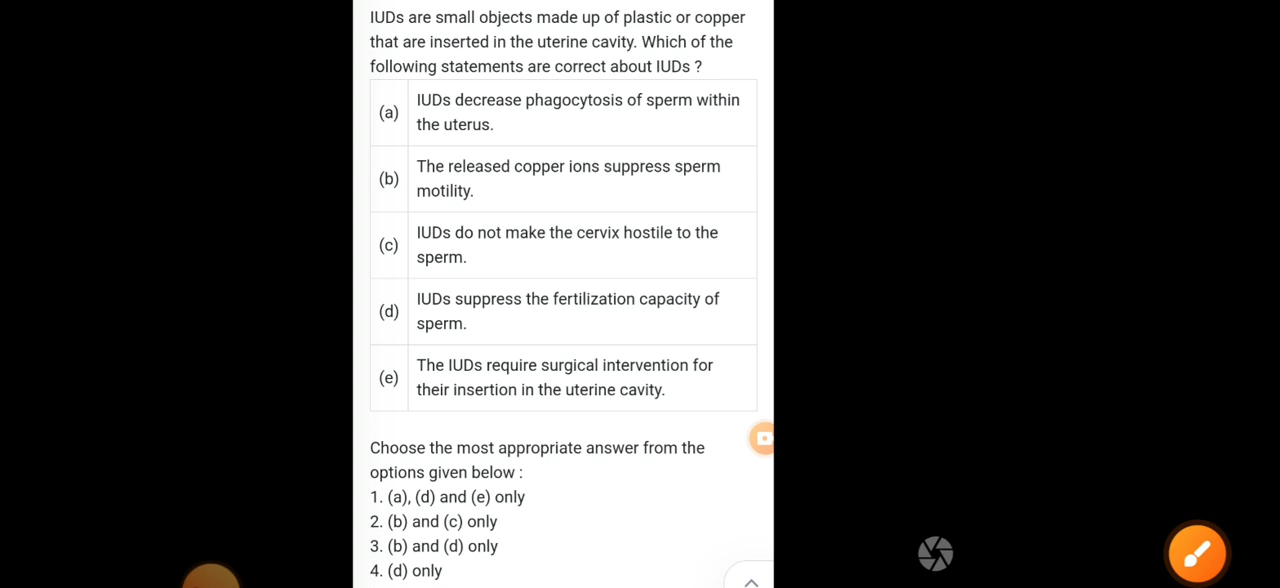 IUDs are small objects made up of plastic or copper
that are inserted in the uterine cavity. Which of the
following statements are correct about IUDs ?
(a) IUDs decrease phagocytosis of sperm within
the uterus.
(b) The released copper ions suppress sperm
motility.
(c) IUDs do not make the cervix hostile to the
sperm.
(d) IUDs suppress the fertilization capacity of
sperm.
(e) The IUDs require surgical intervention for
their insertion in the uterine cavity.
Choose the most appropriate answer from the
options given below :
1. (a), (d) and (e) only
2. (b) and (c) only
3. (b) and (d) only
4. (d) only